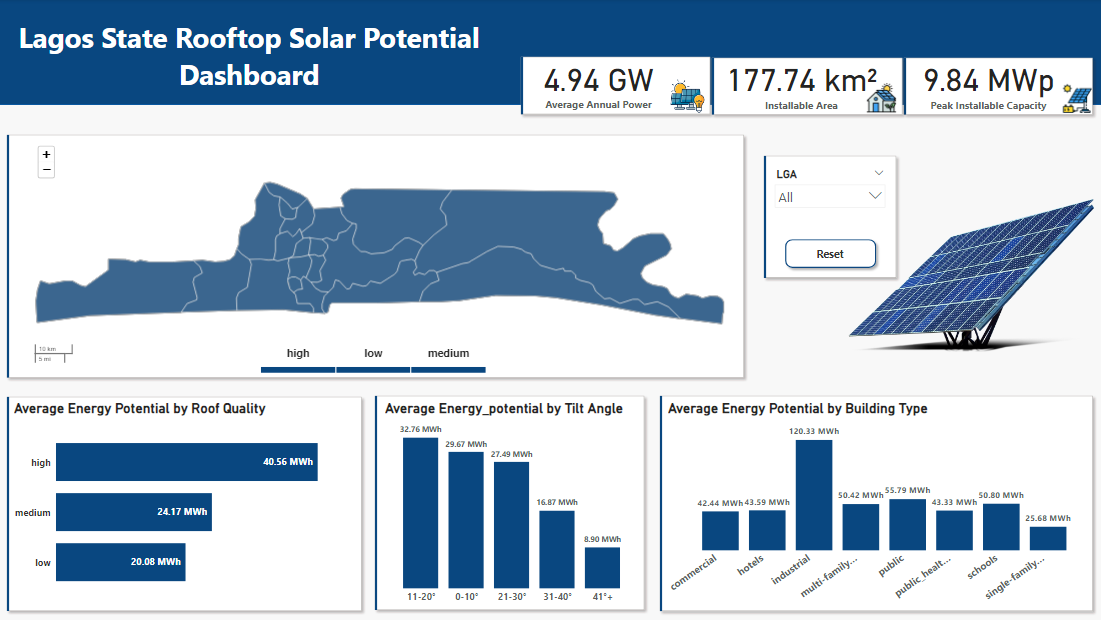 Lagos State Rooftop Solar Potential
Dashboard
4.94 GW
Average Annual Power
177.74 km²
Installable Area
9.84 MWp
Peak Installable Capacity
+
−
10 km
5 mi
high low medium
LGA
All
Reset
Average Energy Potential by Roof Quality
high 40.56 MWh
medium 24.17 MWh
low 20.08 MWh
Average Energy_potential by Tilt Angle
32.76 MWh
29.67 MWh
27.49 MWh
16.87 MWh
8.90 MWh
11-20° 0-10° 21-30° 31-40° 41°+
Average Energy Potential by Building Type
120.33 MWh
42.44 MWh 43.59 MWh 50.42 MWh 55.79 MWh 43.33 MWh 50.80 MWh
25.68 MWh
commercial hotels industrial multi-family... public public_healt... schools single-family...